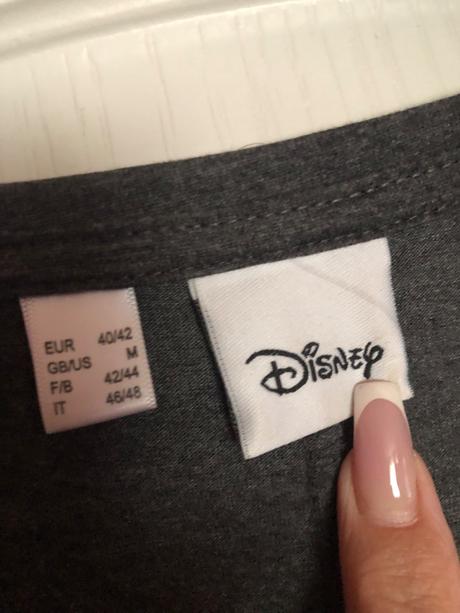 EUR 40/42
GB/US M
F/B 42/44
IT 46/48
Disney